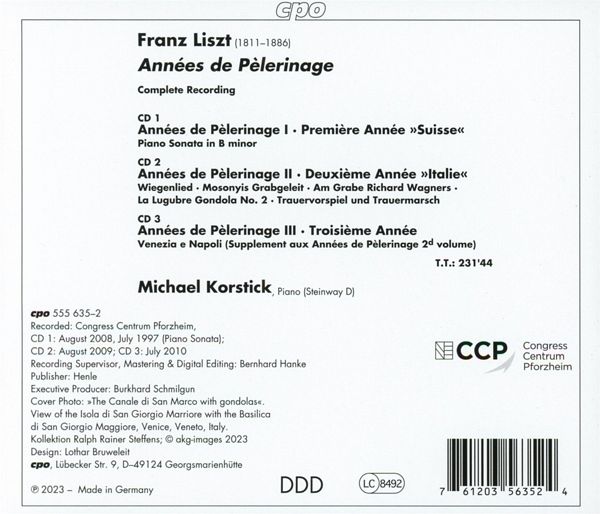 cpo
Franz Liszt (1811–1886)
Années de Pèlerinage
Complete Recording
CD 1
Années de Pèlerinage I · Première Année »Suisse«
Piano Sonata in B minor
CD 2
Années de Pèlerinage II · Deuxième Année »Italie«
Wiegenlied · Mosonyis Grabgeleit · Am Grabe Richard Wagners ·
La Lugubre Gondola No. 2 · Trauervorspiel und Trauermarsch
CD 3
Années de Pèlerinage III · Troisième Année
Venezia e Napoli (Supplement aux Années de Pèlerinage 2d volume)
T.T.: 231'44
Michael Korstick, Piano (Steinway D)
cpo 555 635–2
Recorded: Congress Centrum Pforzheim,
CD 1: August 2008, July 1997 (Piano Sonata);
CD 2: August 2009; CD 3: July 2010
Recording Supervisor, Mastering & Digital Editing: Bernhard Hanke
Publisher: Henle
Executive Producer: Burkhard Schmilgun
Cover Photo: »The Canale di San Marco with gondolas«.
View of the Isola di San Giorgio Marriore with the Basilica
di San Giorgio Maggiore, Venice, Veneto, Italy.
Kollektion Ralph Rainer Steffens; © akg-images 2023
Design: Lothar Bruweleit
cpo, Lübecker Str. 9, D–49124 Georgsmarienhütte
℗ 2023 – Made in Germany
CCP
Congress
Centrum
Pforzheim
DDD
LC 8492
7 61203 56352 4